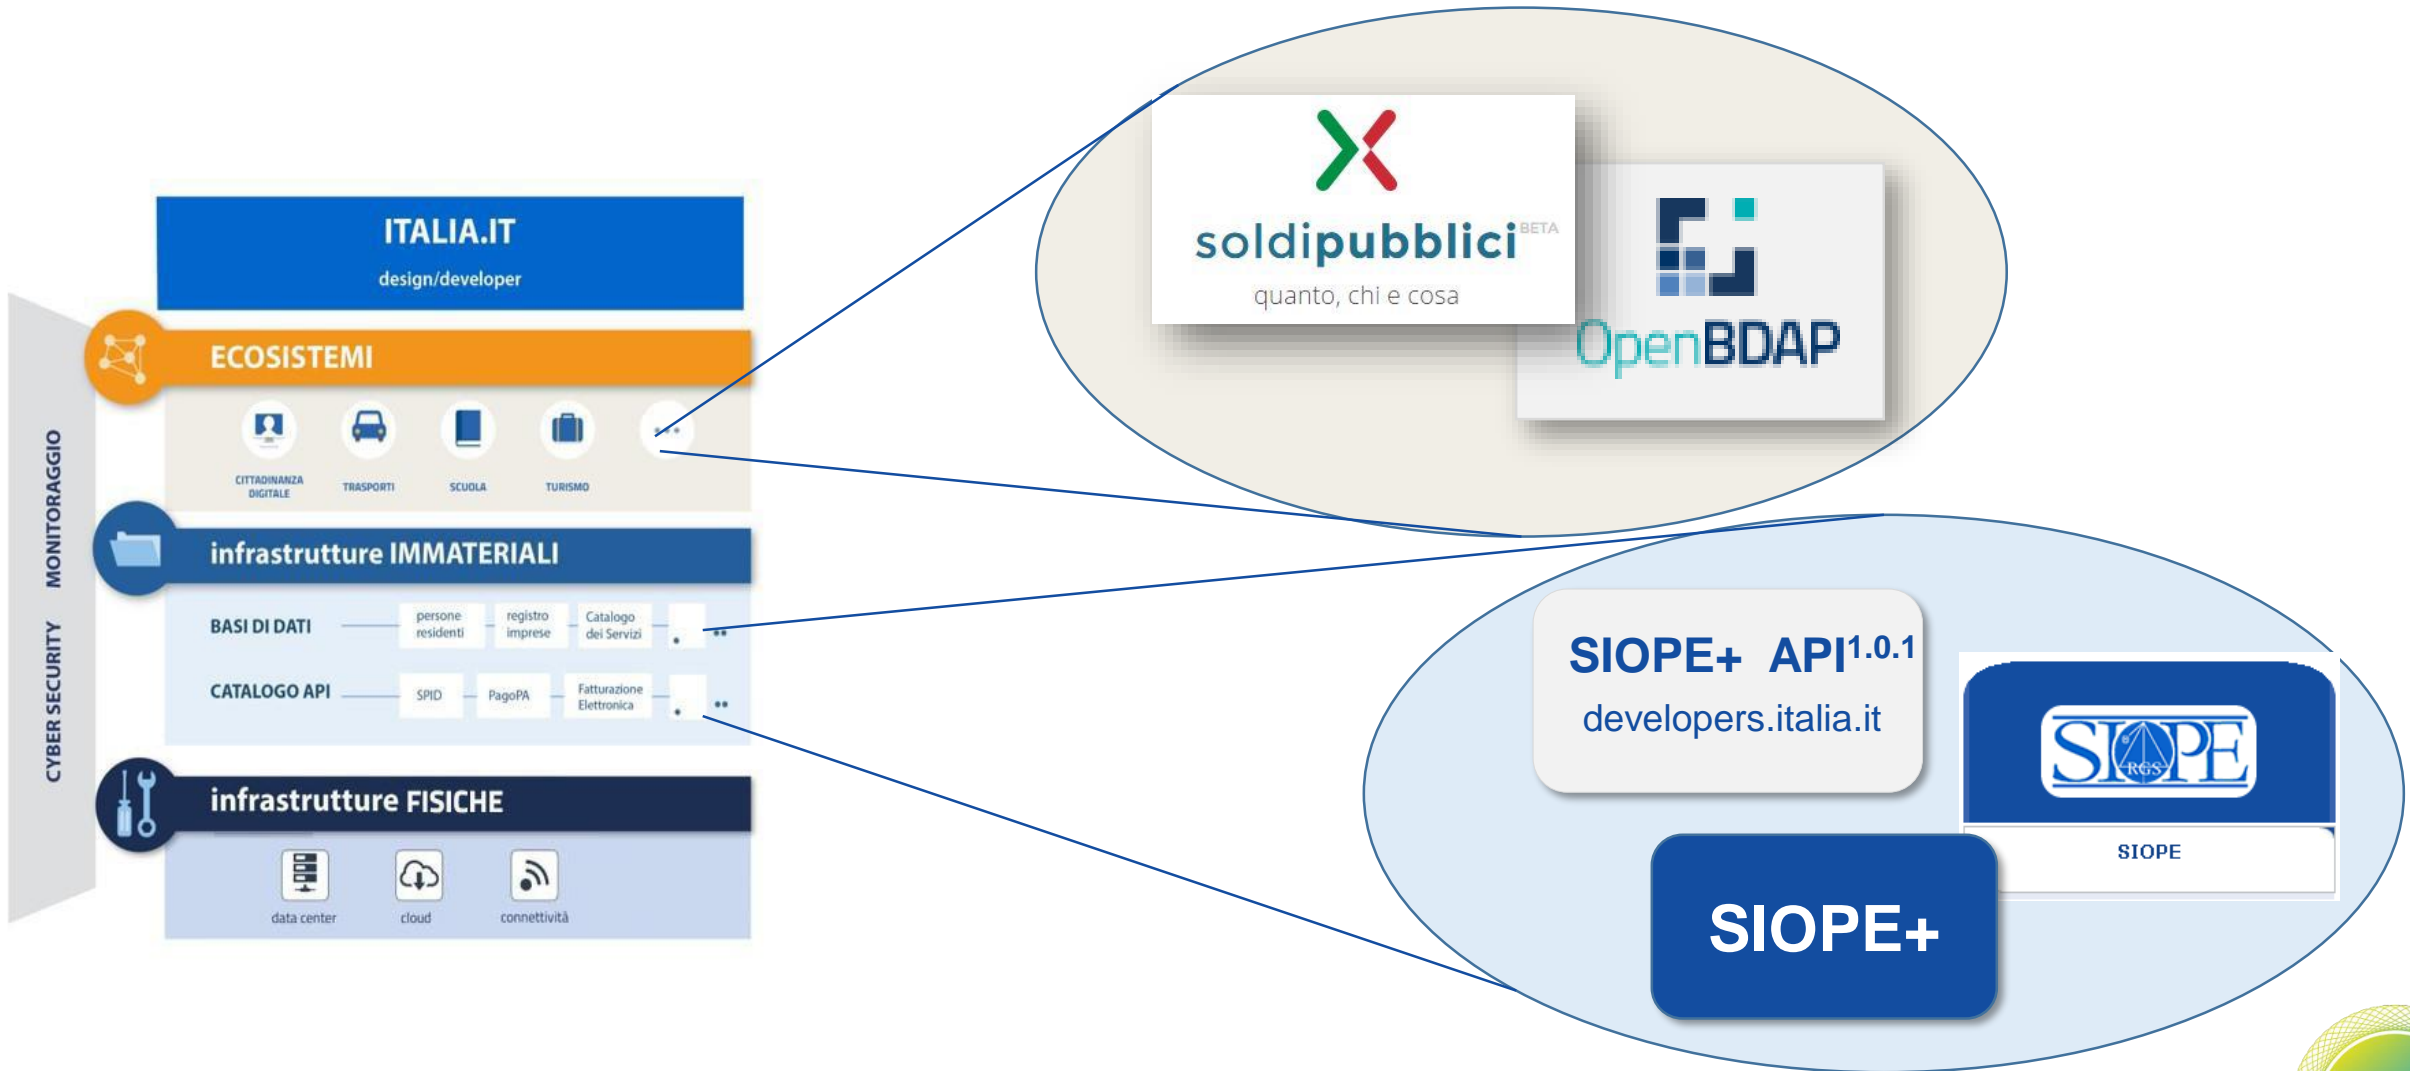 ITALIA.IT
design/developer
ECOSISTEMI
CITTADINANZA
DIGITALE
TRASPORTI
SCUOLA
TURISMO
infrastrutture IMMATERIALI
BASI DI DATI
persone
residenti
registro
imprese
Catalogo
dei Servizi
CATALOGO API
SPID
PagoPA
Fatturazione
Elettronica
infrastrutture FISICHE
data center
cloud
connettività
CYBER SECURITY MONITORAGGIO
soldipubblici BETA
quanto, chi e cosa
OpenBDAP
SIOPE+ API1.0.1
developers.italia.it
SIOPE
RGS
SIOPE
SIOPE+